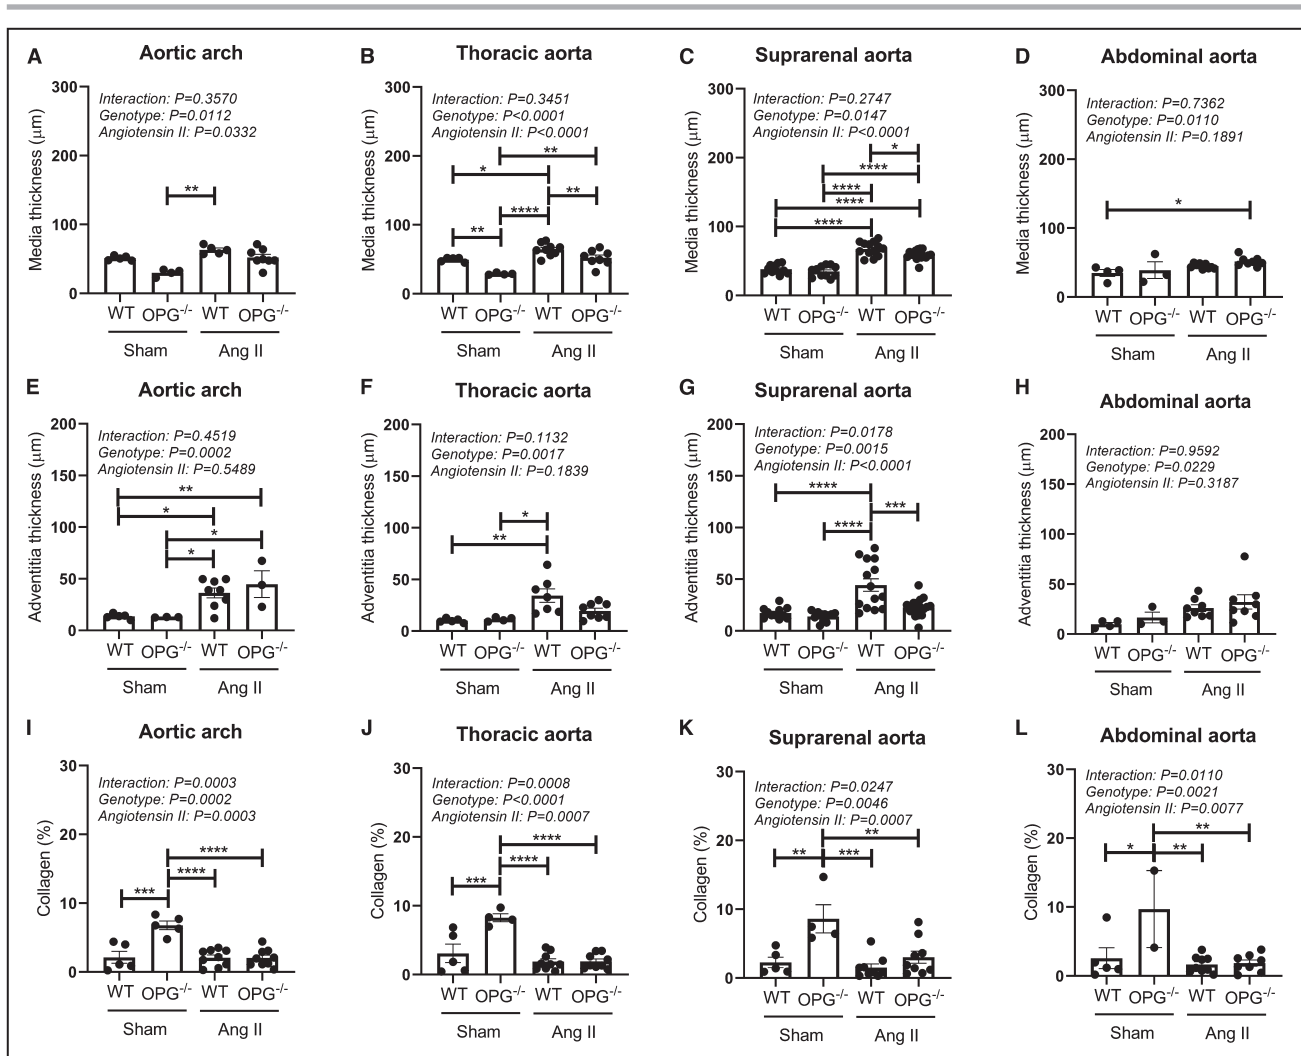 A Aortic arch
300
200
100
0
Media thickness (μm)
Interaction: P=0.3570
Genotype: P=0.0112
Angiotensin II: P=0.0332
**
WT OPG-/- WT OPG-/-
Sham Ang II
B Thoracic aorta
300
200
100
0
Media thickness (μm)
Interaction: P=0.3451
Genotype: P<0.0001
Angiotensin II: P<0.0001
**
*
**
****
**
WT OPG-/- WT OPG-/-
Sham Ang II
C Suprarenal aorta
300
200
100
0
Media thickness (μm)
Interaction: P=0.2747
Genotype: P=0.0147
Angiotensin II: P<0.0001
*
****
****
****
****
WT OPG-/- WT OPG-/-
Sham Ang II
D Abdominal aorta
300
200
100
0
Media thickness (μm)
Interaction: P=0.7362
Genotype: P=0.0110
Angiotensin II: P=0.1891
*
WT OPG-/- WT OPG-/-
Sham Ang II
E Aortic arch
200
150
100
50
0
Adventitia thickness (μm)
Interaction: P=0.4519
Genotype: P=0.0002
Angiotensin II: P=0.5489
**
*
*
*
WT OPG-/- WT OPG-/-
Sham Ang II
F Thoracic aorta
200
150
100
50
0
Adventitia thickness (μm)
Interaction: P=0.1132
Genotype: P=0.0017
Angiotensin II: P=0.1839
*
**
WT OPG-/- WT OPG-/-
Sham Ang II
G Suprarenal aorta
200
150
100
50
0
Adventitia thickness (μm)
Interaction: P=0.0178
Genotype: P=0.0015
Angiotensin II: P<0.0001
****
***
****
WT OPG-/- WT OPG-/-
Sham Ang II
H Abdominal aorta
200
150
100
50
0
Adventitia thickness (μm)
Interaction: P=0.9592
Genotype: P=0.0229
Angiotensin II: P=0.3187
WT OPG-/- WT OPG-/-
Sham Ang II
I Aortic arch
30
20
10
0
Collagen (%)
Interaction: P=0.0003
Genotype: P=0.0002
Angiotensin II: P=0.0003
****
****
***
WT OPG-/- WT OPG-/-
Sham Ang II
J Thoracic aorta
30
20
10
0
Collagen (%)
Interaction: P=0.0008
Genotype: P<0.0001
Angiotensin II: P=0.0007
****
****
***
WT OPG-/- WT OPG-/-
Sham Ang II
K Suprarenal aorta
30
20
10
0
Collagen (%)
Interaction: P=0.0247
Genotype: P=0.0046
Angiotensin II: P=0.0007
**
** ***
WT OPG-/- WT OPG-/-
Sham Ang II
L Abdominal aorta
30
20
10
0
Collagen (%)
Interaction: P=0.0110
Genotype: P=0.0021
Angiotensin II: P=0.0077
**
* **
WT OPG-/- WT OPG-/-
Sham Ang II